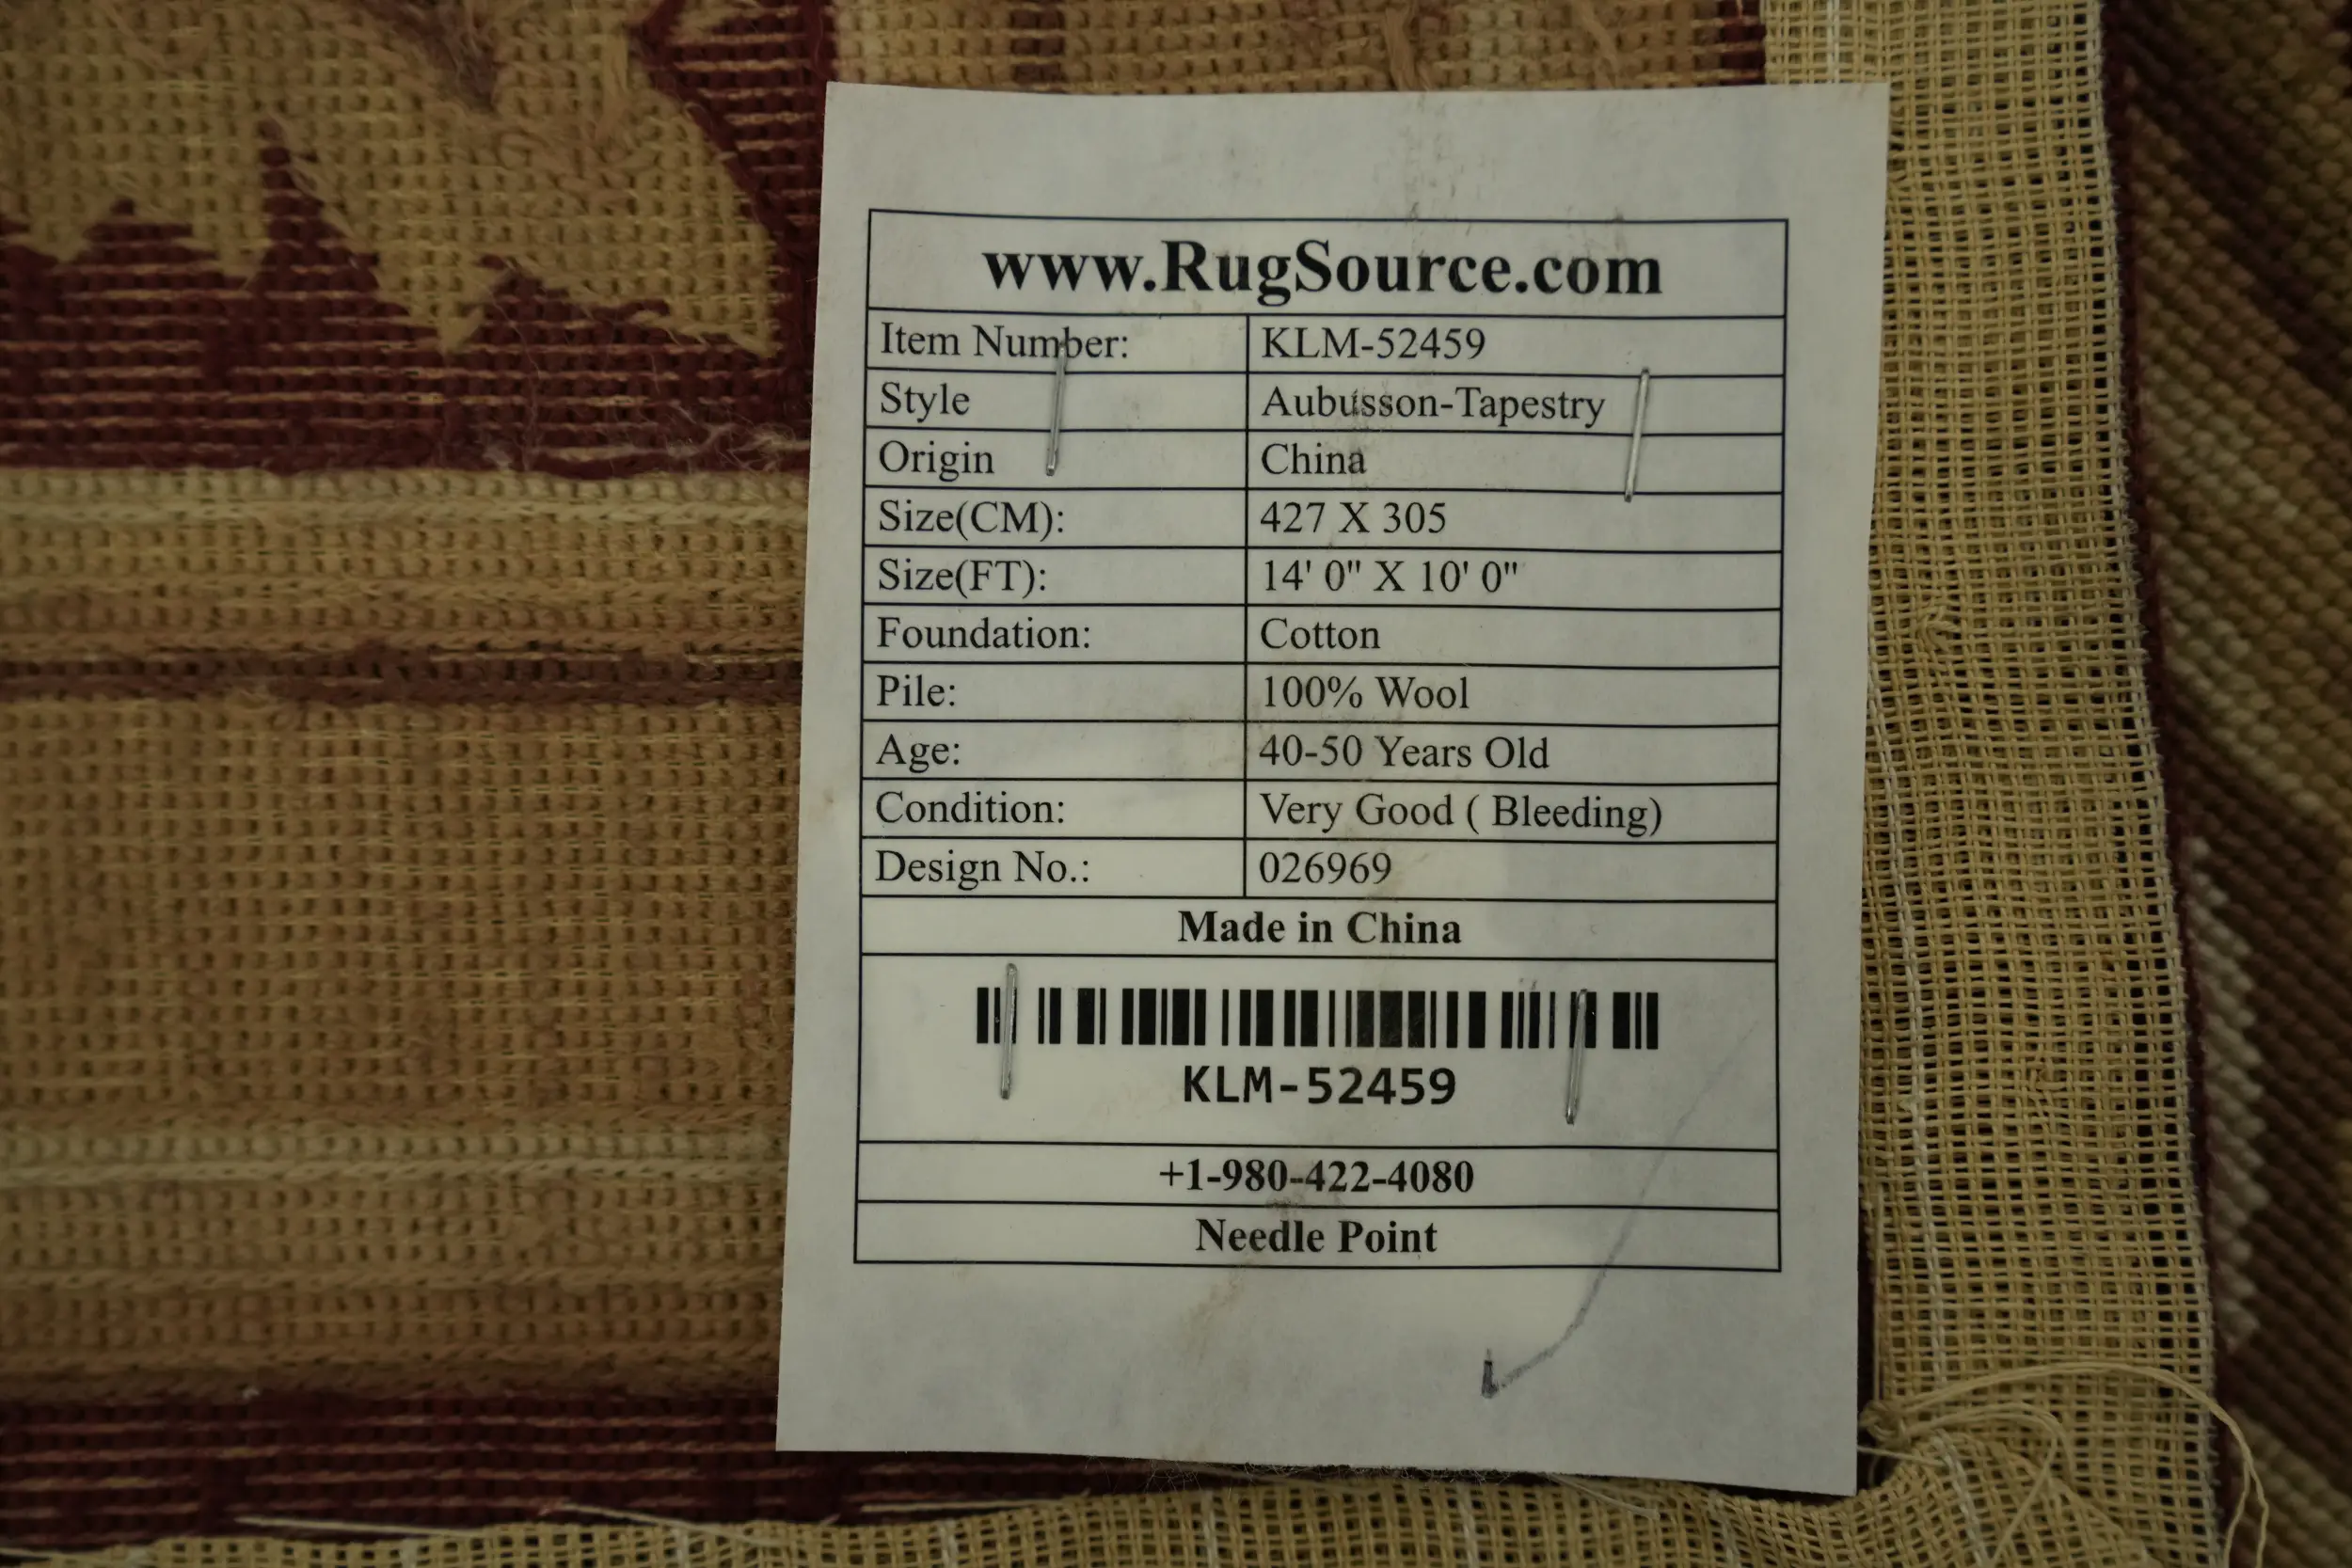 www.RugSource.com
Item Number: KLM-52459
Style Aubusson-Tapestry
Origin China
Size(CM): 427 X 305
Size(FT): 14' 0" X 10' 0"
Foundation: Cotton
Pile: 100% Wool
Age: 40-50 Years Old
Condition: Very Good ( Bleeding)
Design No.: 026969
Made in China
KLM-52459
+1-980-422-4080
Needle Point